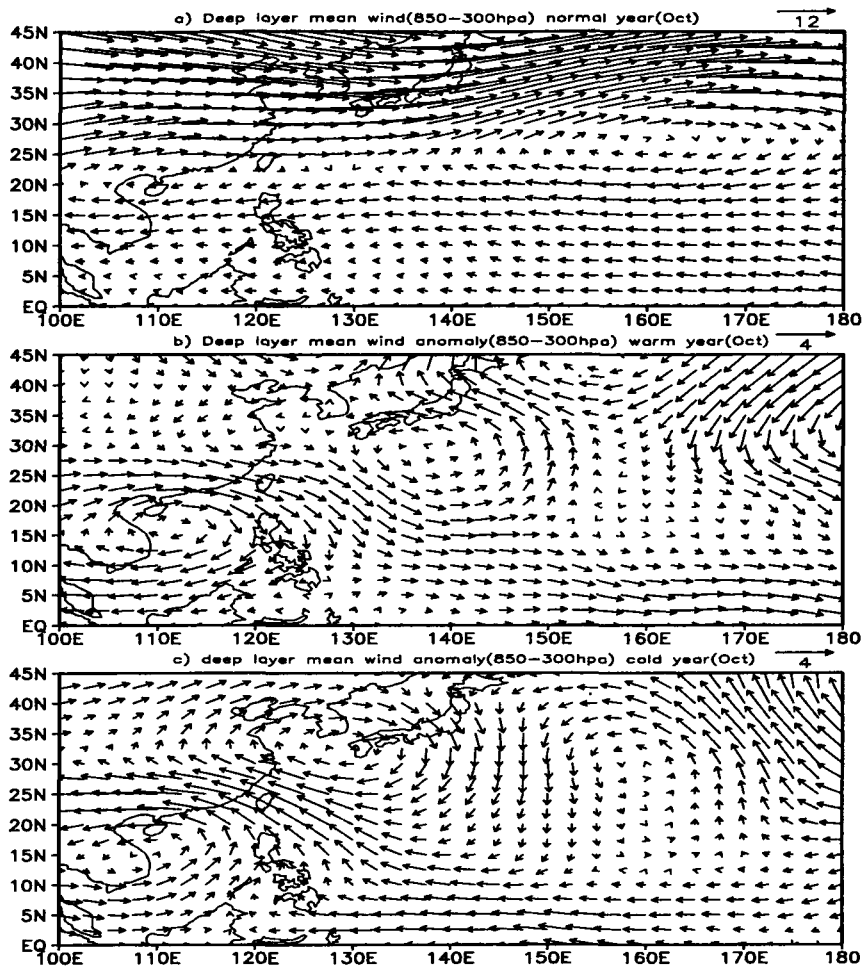 a) Deep layer mean wind(850-300hpa) normal year(Oct)
12
45N
40N
35N
30N
25N
20N
15N
10N
5N
EQ
100E 110E 120E 130E 140E 150E 160E 170E 180
b) Deep layer mean wind anomaly(850-300hpa) warm year(Oct)
4
45N
40N
35N
30N
25N
20N
15N
10N
5N
EQ
100E 110E 120E 130E 140E 150E 160E 170E 180
c) deep layer mean wind anomaly(850-300hpa) cold year(Oct)
4
45N
40N
35N
30N
25N
20N
15N
10N
5N
EQ
100E 110E 120E 130E 140E 150E 160E 170E 180